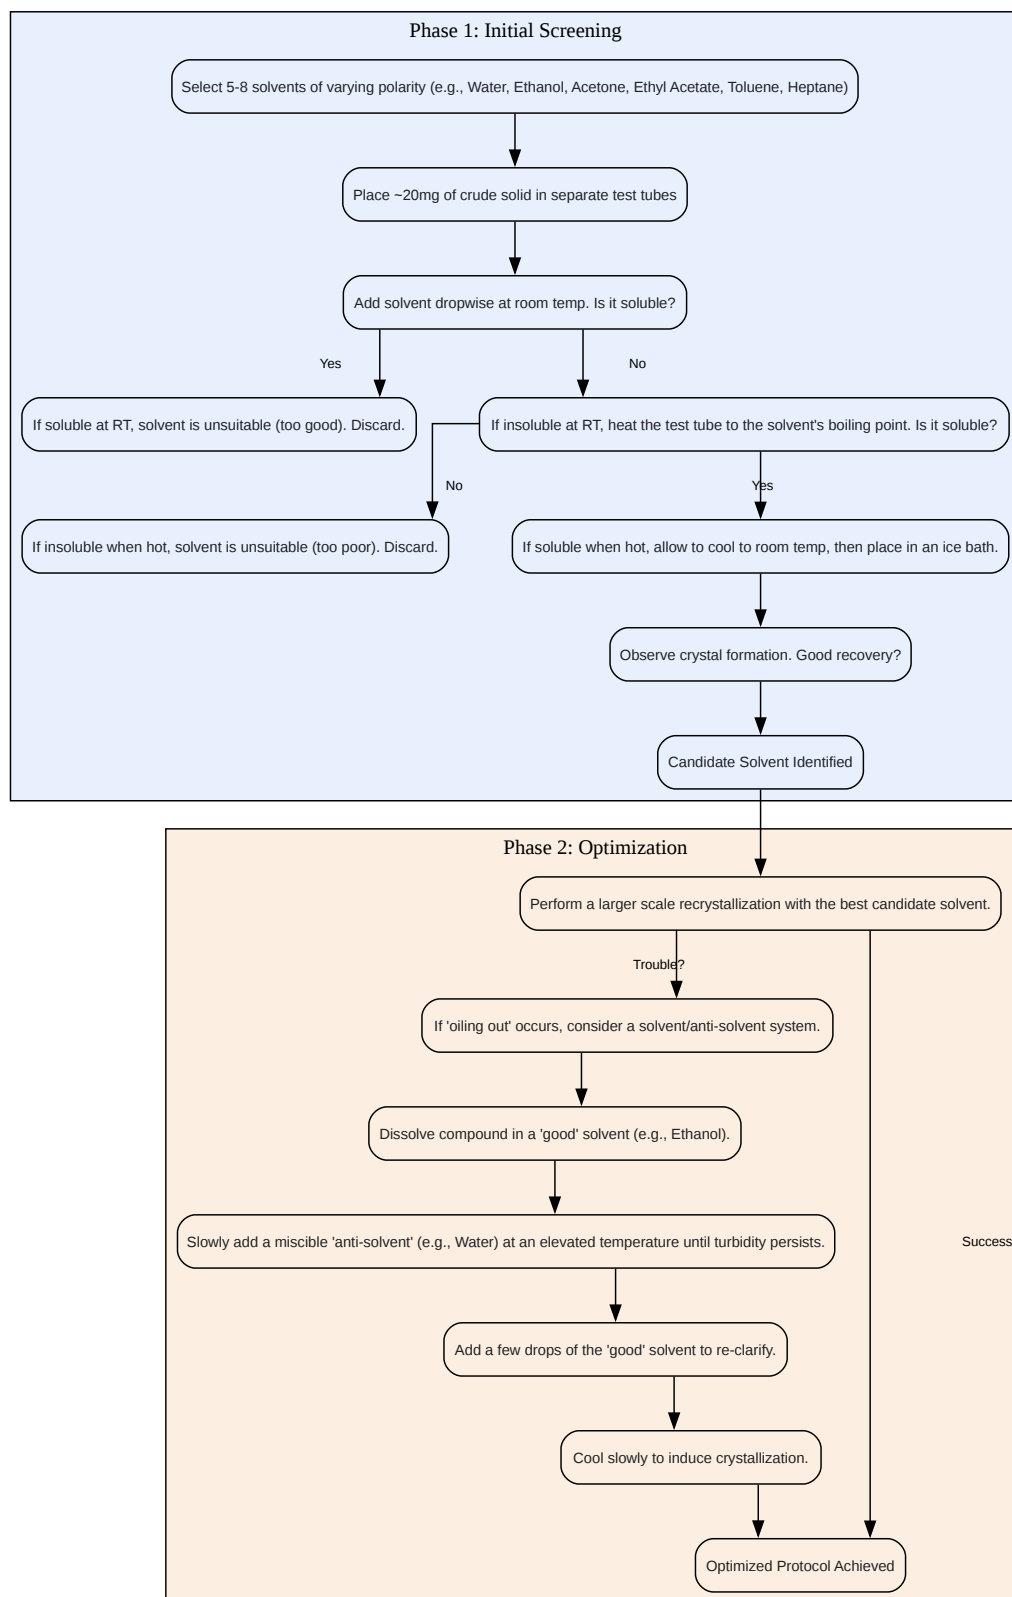 Phase 1: Initial Screening
Select 5-8 solvents of varying polarity (e.g., Water, Ethanol, Acetone, Ethyl Acetate, Toluene, Heptane)
Place ~20mg of crude solid in separate test tubes
Add solvent dropwise at room temp. Is it soluble?
Yes
No
If soluble at RT, solvent is unsuitable (too good). Discard.
If insoluble at RT, heat the test tube to the solvent's boiling point. Is it soluble?
No
Yes
If insoluble when hot, solvent is unsuitable (too poor). Discard.
If soluble when hot, allow to cool to room temp, then place in an ice bath.
Observe crystal formation. Good recovery?
Candidate Solvent Identified
Phase 2: Optimization
Perform a larger scale recrystallization with the best candidate solvent.
Trouble?
If 'oiling out' occurs, consider a solvent/anti-solvent system.
Dissolve compound in a 'good' solvent (e.g., Ethanol).
Slowly add a miscible 'anti-solvent' (e.g., Water) at an elevated temperature until turbidity persists.
Success
Add a few drops of the 'good' solvent to re-clarify.
Cool slowly to induce crystallization.
Optimized Protocol Achieved